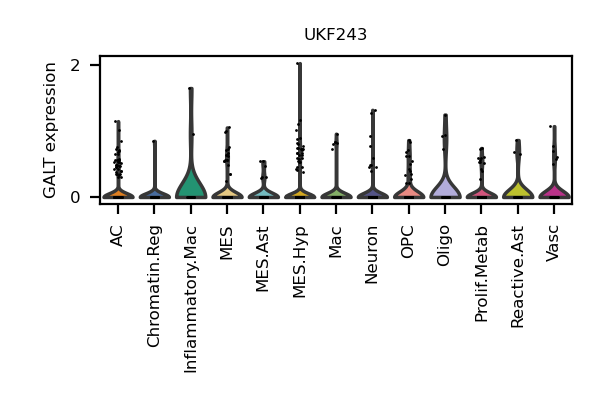 UKF243
GALT expression
2
0
AC
Chromatin.Reg
Inflammatory.Mac
MES
MES.Ast
MES.Hyp
Mac
Neuron
OPC
Oligo
Prolif.Metab
Reactive.Ast
Vasc